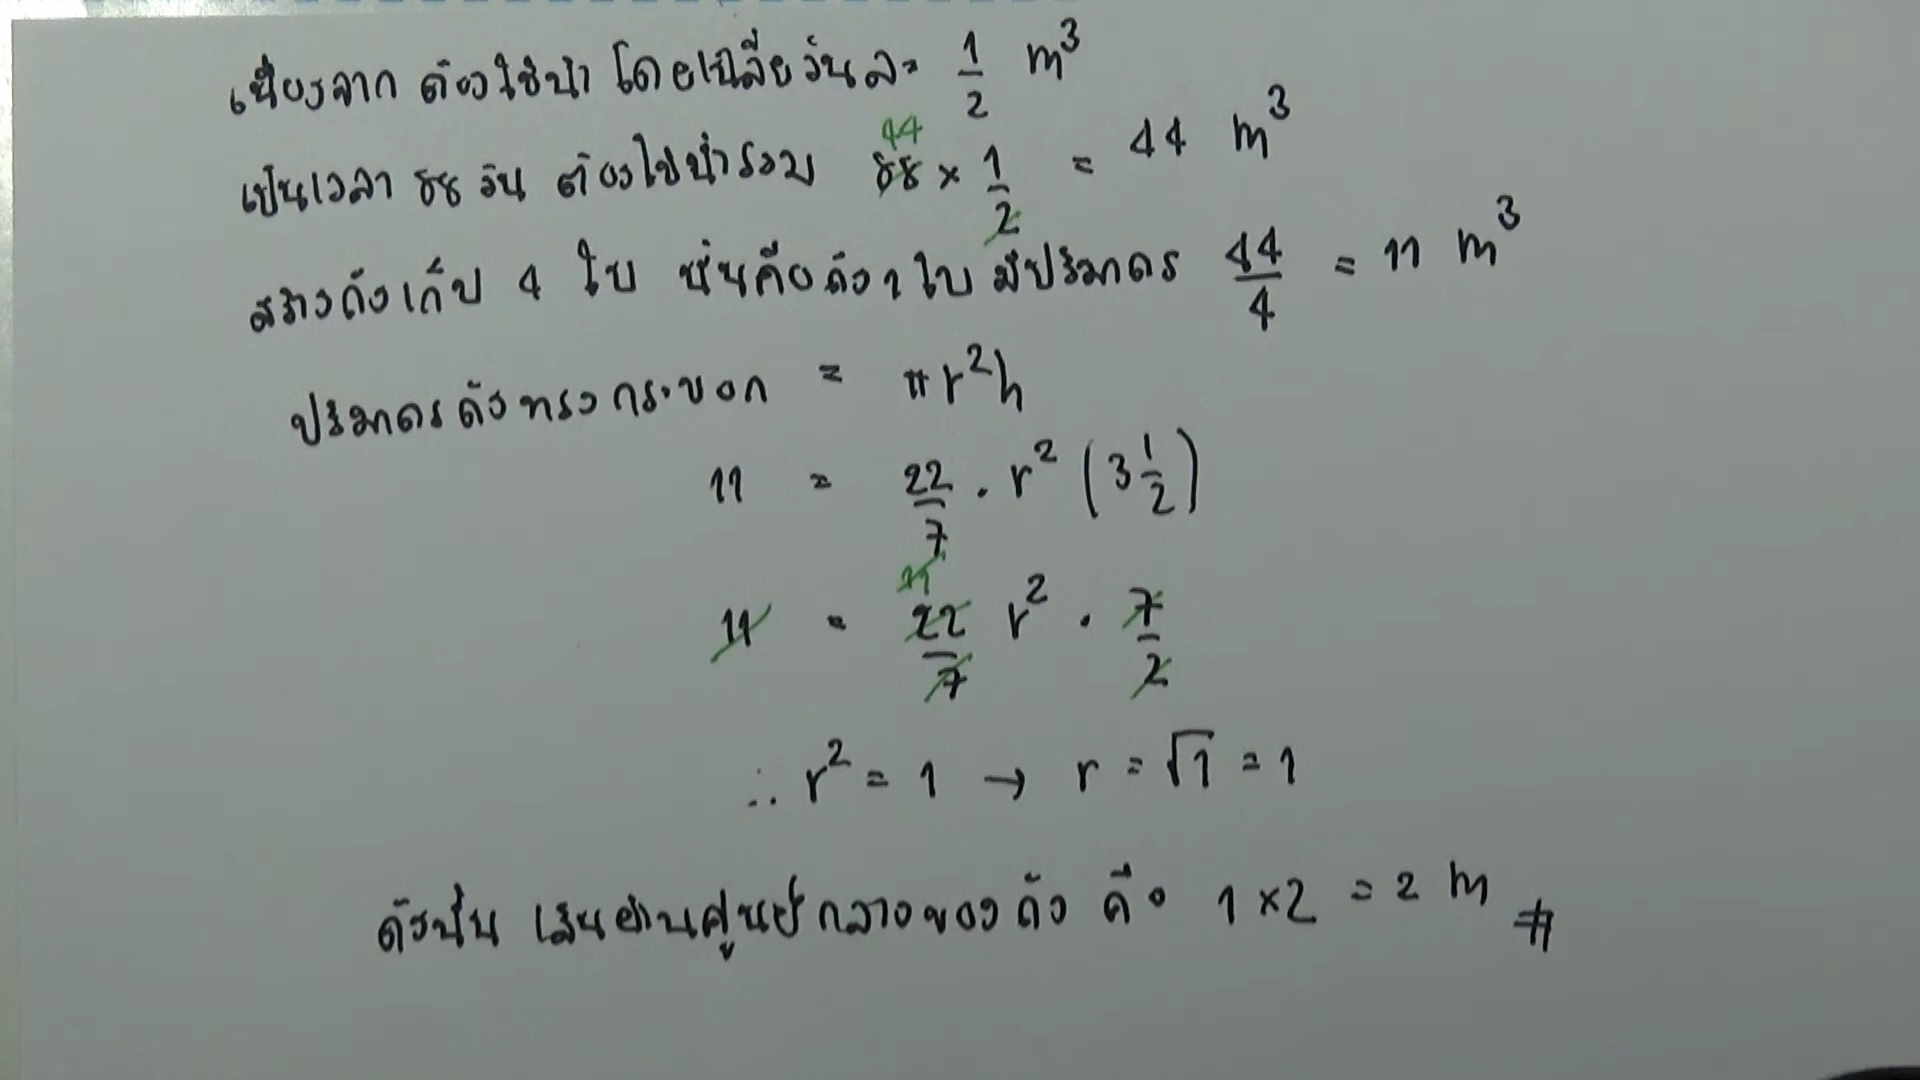 เนื่องจาก ต้องใช้น้ำ โดยเฉลี่ยวันละ 1/2 m³
เป็นเวลา 88 วัน ต้องใช้น้ำรวม 88 × 1/2 = 44 m³
44
สร้างถังเก็บ 4 ใบ นั่นคือถัง 1 ใบ มีปริมาตร 44/4 = 11 m³
ปริมาตรถังทรงกระบอก = πr²h
11 = 22/7 . r² (3 1/2)
11
11 = 22/7 r² . 7/2
∴ r² = 1 → r = √1 = 1
ดังนั้น เส้นผ่านศูนย์กลางของถัง คือ 1 × 2 = 2 m #